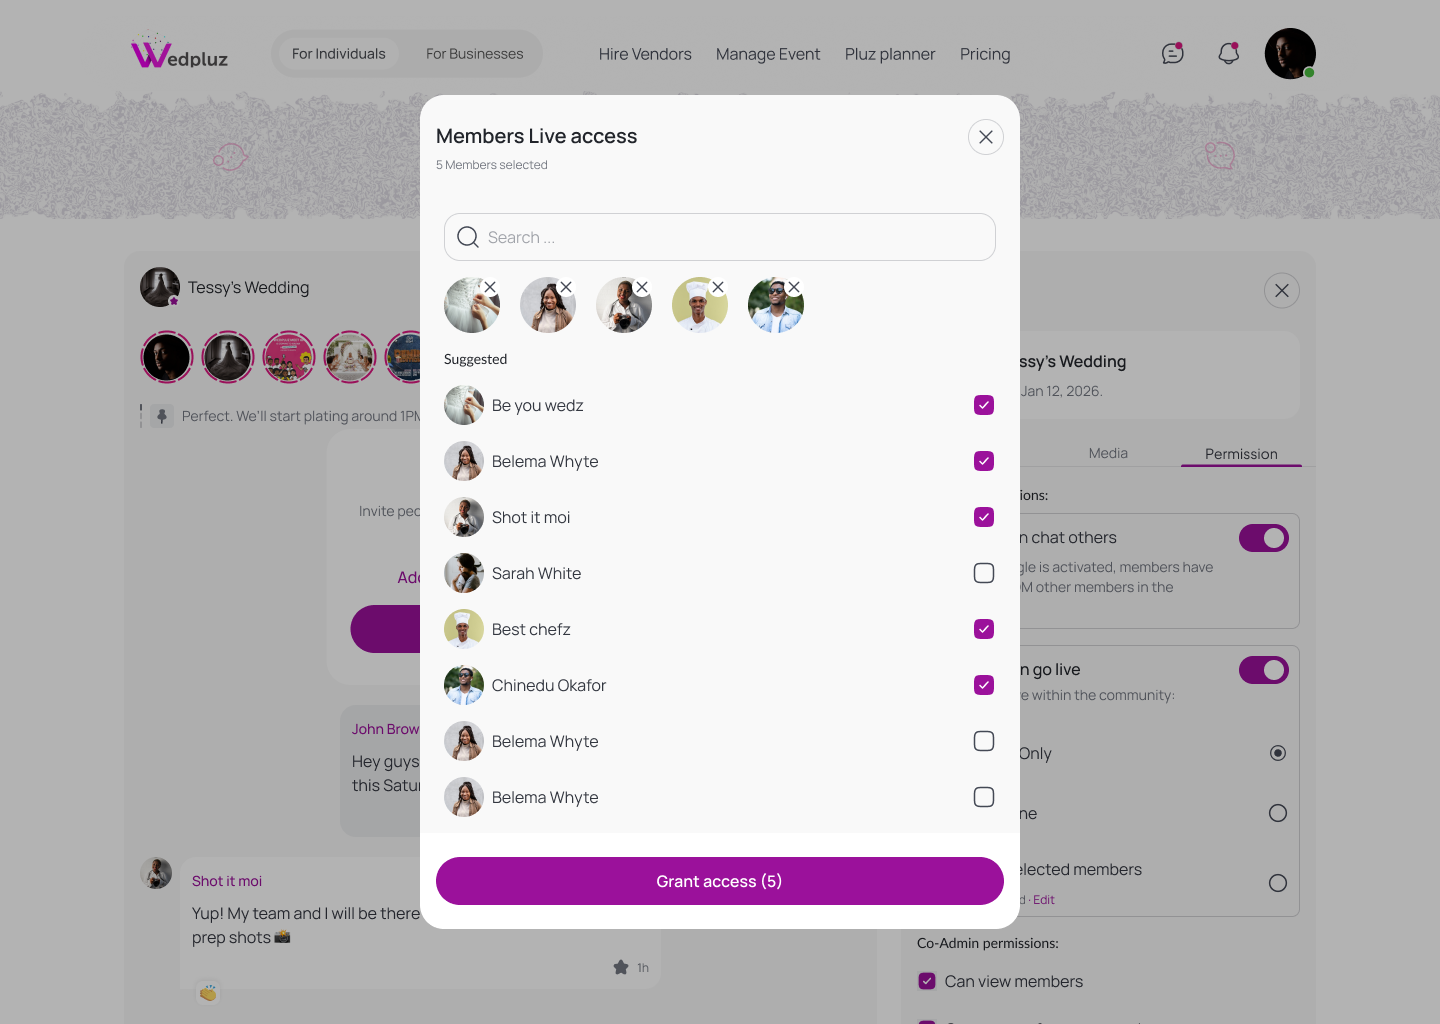 Wedpluz
For Individuals
For Businesses
Hire Vendors
Manage Event
Pluz planner
Pricing
Members Live access
5 Members selected
Search ...
Suggested
Be you wedz
Belema Whyte
Shot it moi
Sarah White
Best chefz
Chinedu Okafor
Belema Whyte
Belema Whyte
Grant access (5)
Tessy's Wedding
Perfect. We'll start plating around 1PM
Invite
John Brow
Hey guys
this
Shot it moi
Yup! My team and I will be there
prep shots
1h
ssy's Wedding
Jan 12, 2026.
Media
Permission
ions:
n chat others
gle is activated, members have
M other members in the
n go live
e within the community:
Only
ne
elected members
d · Edit
Co-Admin permissions:
Can view members